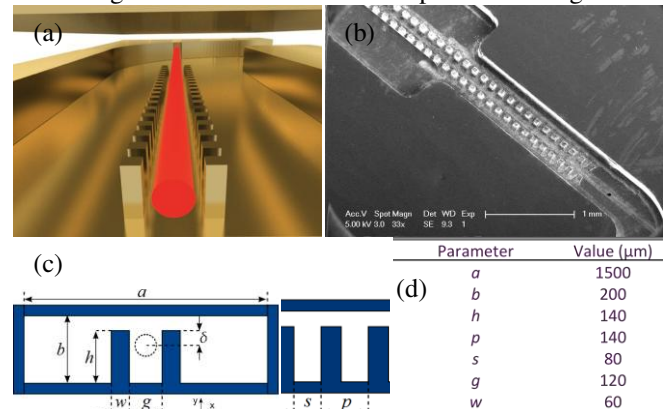 (a)
(b)
Acc.V Spot Magn Det WD Exp
5.00 kV 3.0 33x SE 9.3 1
1 mm
(c)
a
b
h
δ
w
g
y
x
s
p
(d)
Parameter Value (μm)
a 1500
b 200
h 140
p 140
s 80
g 120
w 60